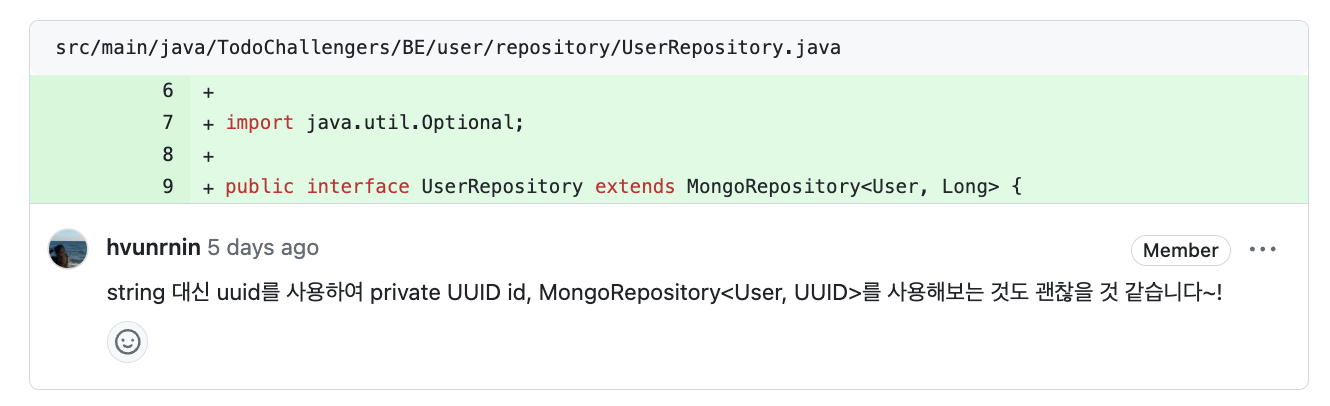 src/main/java/TodoChallengers/BE/user/repository/UserRepository.java
6 +
7 + import java.util.Optional;
8 +
9 + public interface UserRepository extends MongoRepository<User, Long> {
hvunrnin 5 days ago Member ...
string 대신 uuid를 사용하여 private UUID id, MongoRepository<User, UUID>를 사용해보는 것도 괜찮을 것 같습니다~!